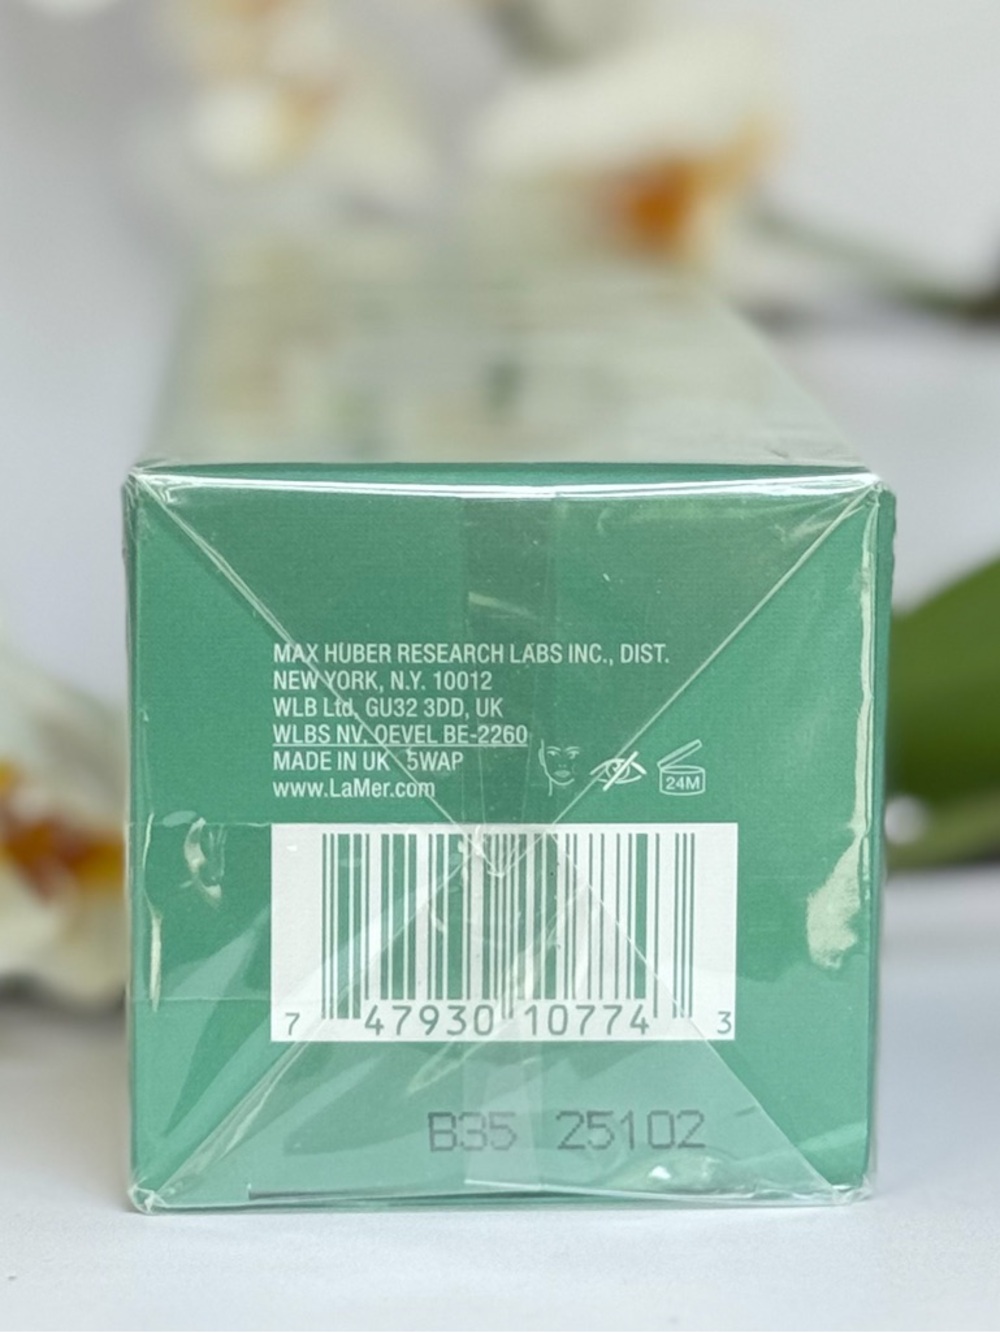 MAX HUBER RESEARCH LABS INC., DIST.
NEW YORK, N.Y. 10012
WLB Ltd. GU32 3DD, UK
WLBS NV. OEVEL BE-2260
MADE IN UK 5WAP
www.LaMer.com
24M
7 47930 10774 3
B35 25102